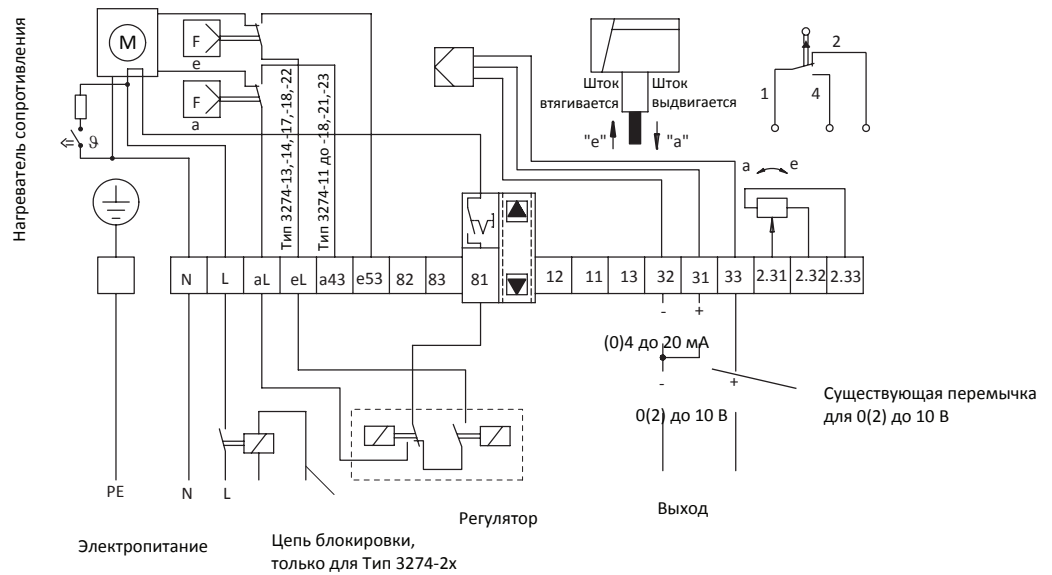 Нагреватель сопротивления
M
F
e
F
a
ϑ
Тип 3274-13,-14,-17,-18,-22
Тип 3274-11 до -18,-21,-23
Шток втягивается
Шток выдвигается
"e"
"a"
1
2
4
a
e
N
L
aL
eL
a43
e53
82
83
81
12
11
13
32
31
33
2.31
2.32
2.33
-
+
(0)4 до 20 мА
-
+
0(2) до 10 В
Существующая перемычка
для 0(2) до 10 В
PE
N
L
Электропитание
Цепь блокировки,
только для Тип 3274-2x
Регулятор
Выход